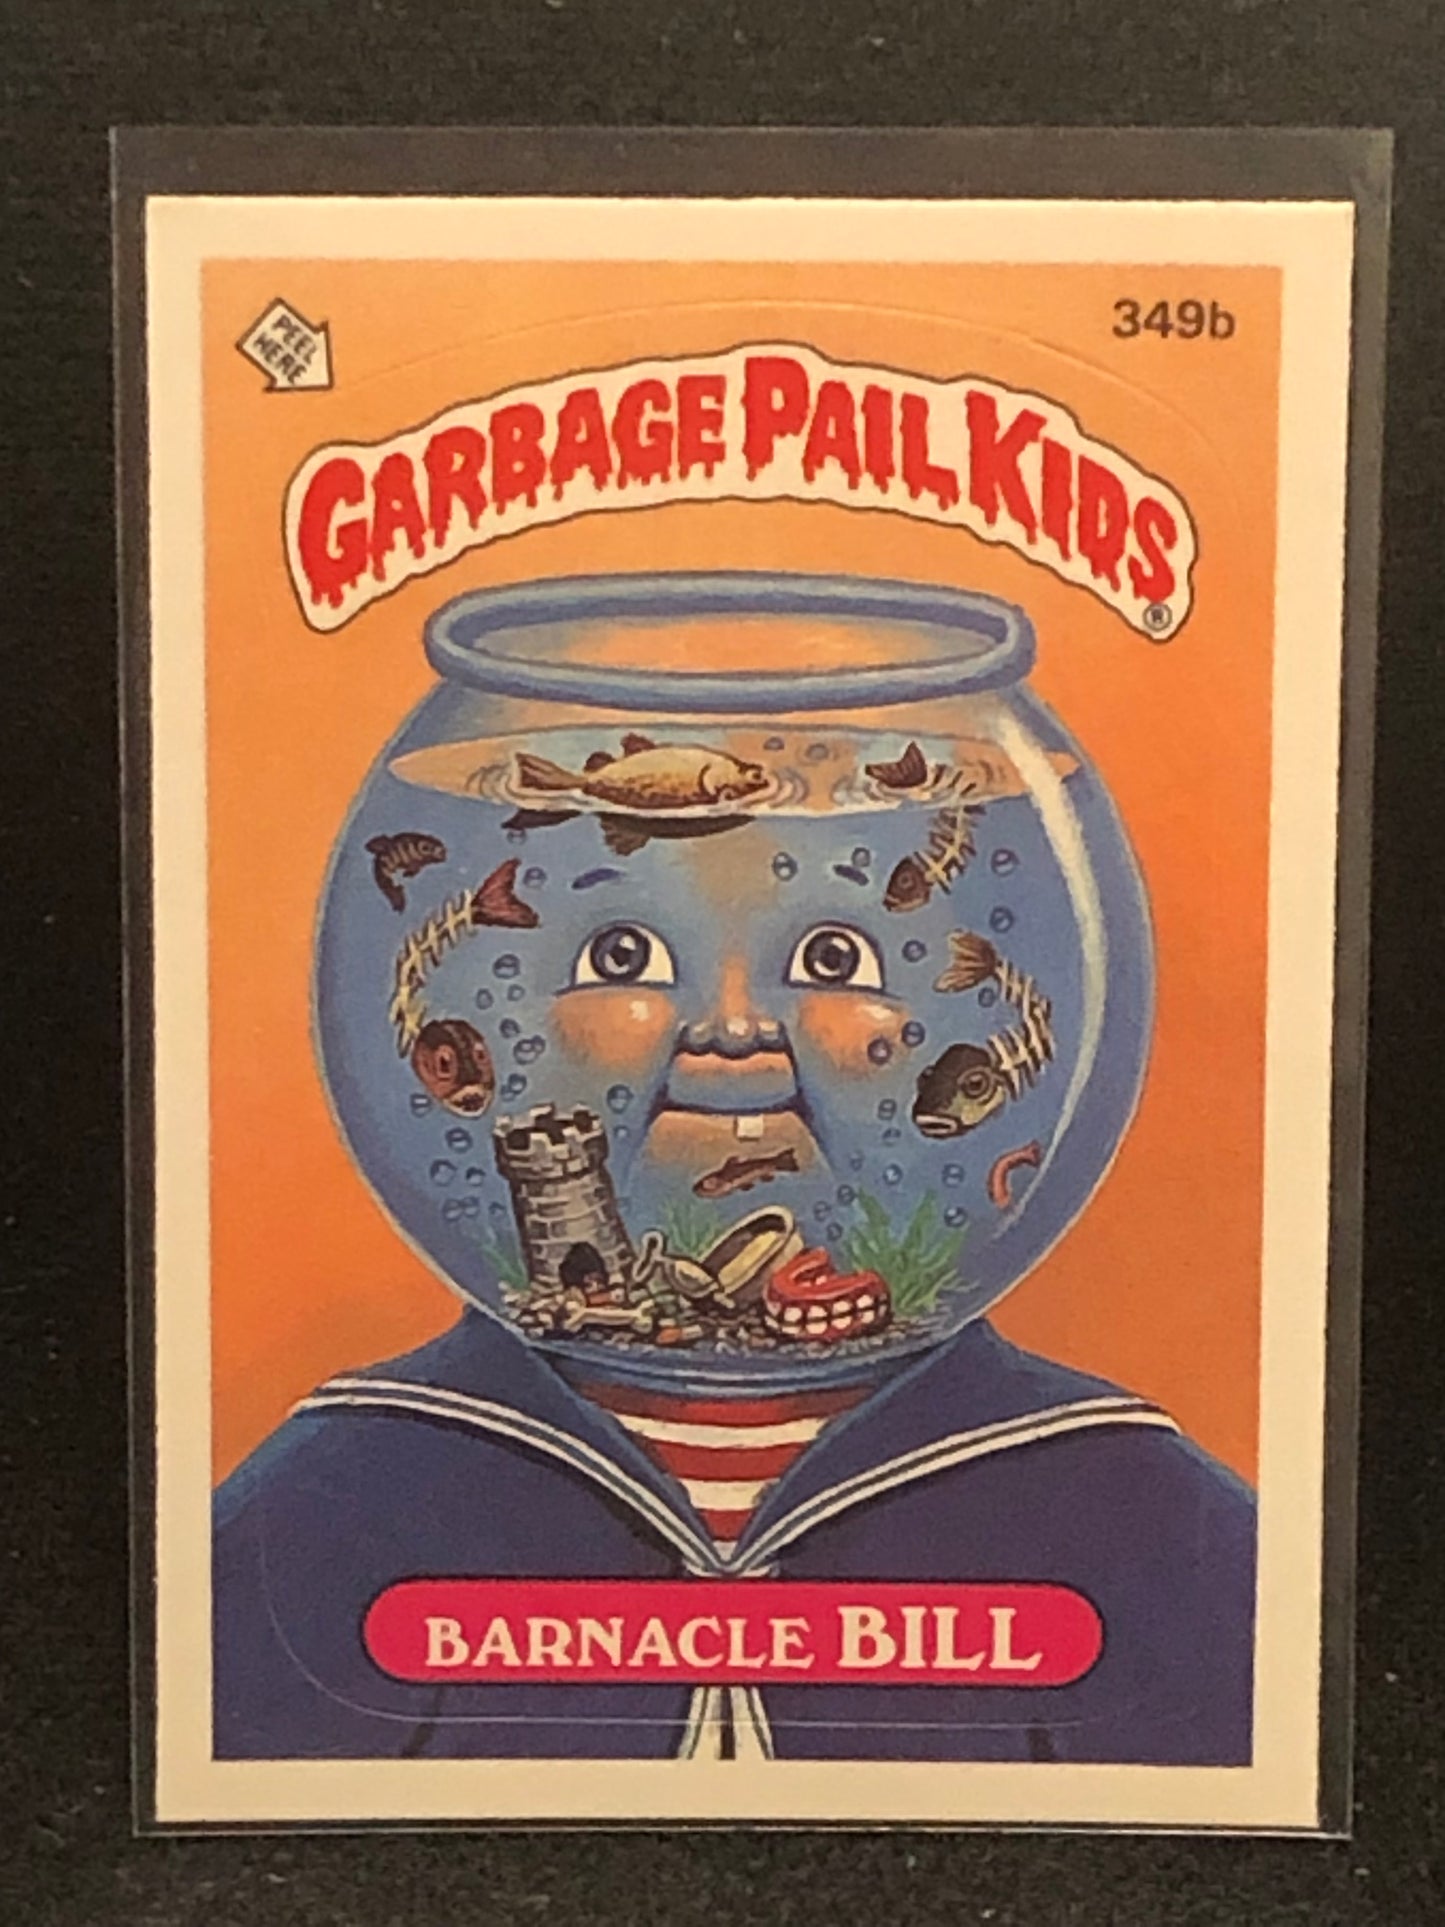 PEEL
HERE
349b
GARBAGE PAIL KIDS
®
BARNACLE BILL